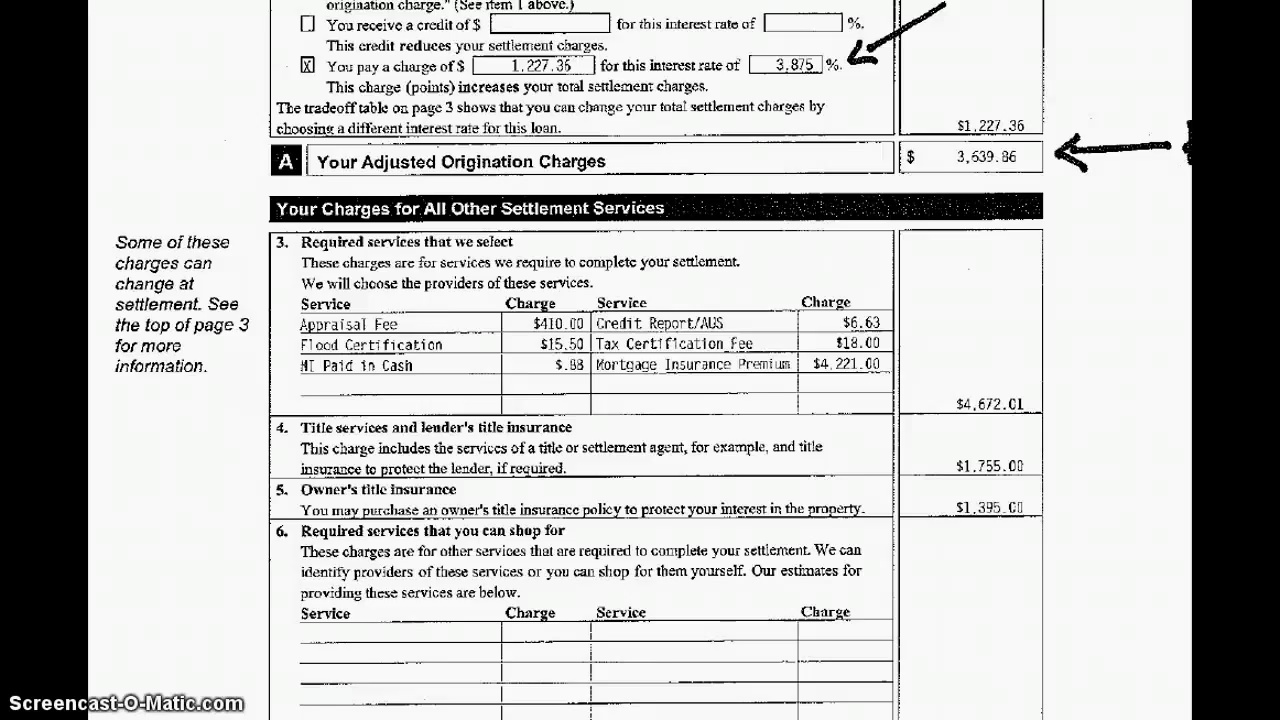 origination charge." (See item 1 above.)
You receive a credit of $ for this interest rate of %.
This credit reduces your settlement charges.
X You pay a charge of $ 1,227.36 for this interest rate of 3.875 %.
This charge (points) increases your total settlement charges.
The tradeoff table on page 3 shows that you can change your total settlement charges by
choosing a different interest rate for this loan. $1,227.36
A Your Adjusted Origination Charges $ 3,639.86
Your Charges for All Other Settlement Services
Some of these
charges can
change at
settlement. See
the top of page 3
for more
information.
3. Required services that we select
These charges are for services we require to complete your settlement.
We will choose the providers of these services.
Service Charge Service Charge
Appraisal Fee $410.00 Credit Report/AUS $6.63
Flood Certification $15.50 Tax Certification Fee $18.00
MI Paid in Cash $.88 Mortgage Insurance Premium $4,221.00
$4,672.01
4. Title services and lender's title insurance
This charge includes the services of a title or settlement agent, for example, and title
insurance to protect the lender, if required. $1,755.00
5. Owner's title insurance
You may purchase an owner's title insurance policy to protect your interest in the property. $1,395.00
6. Required services that you can shop for
These charges are for other services that are required to complete your settlement. We can
identify providers of these services or you can shop for them yourself. Our estimates for
providing these services are below.
Service Charge Service Charge
Screencast-O-Matic.com